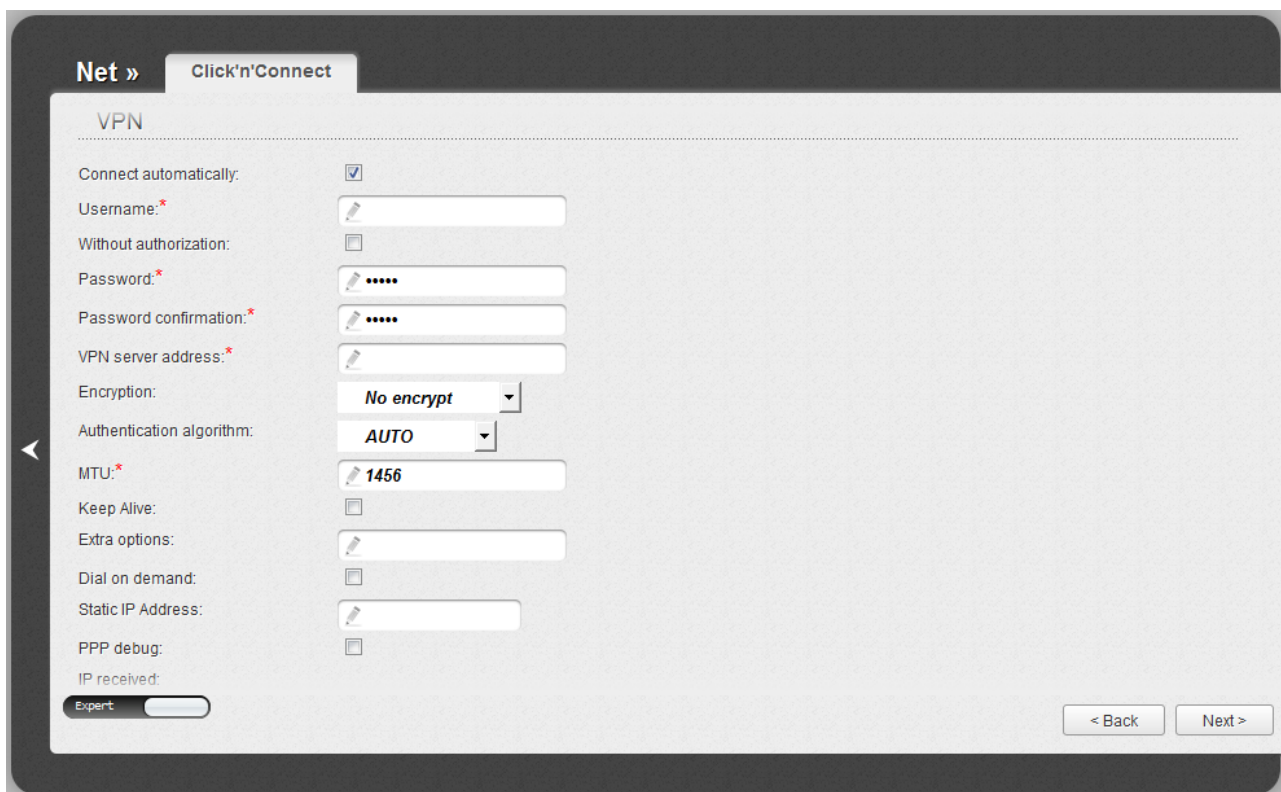 Net » Click'n'Connect
VPN
Connect automatically:
Username:*
Without authorization:
Password:* •••••
Password confirmation:* •••••
VPN server address:*
Encryption: No encrypt
Authentication algorithm: AUTO
MTU:* 1456
Keep Alive:
Extra options:
Dial on demand:
Static IP Address:
PPP debug:
IP received:
Expert
< Back Next >